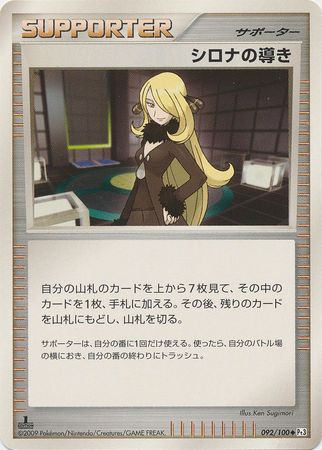 SUPPORTER サポーター
シロナの導き
自分の山札のカードを上から7枚見て、その中の
カードを1枚、手札に加える。その後、残りのカード
を山札にもどし、山札を切る。
サポーターは、自分の番に1回だけ使える。使ったら、自分のバトル場
の横におき、自分の番の終わりにトラッシュ。
Illus. Ken Sugimori
©2009 Pokémon/Nintendo/Creatures/GAME FREAK. 092/100 Pt3